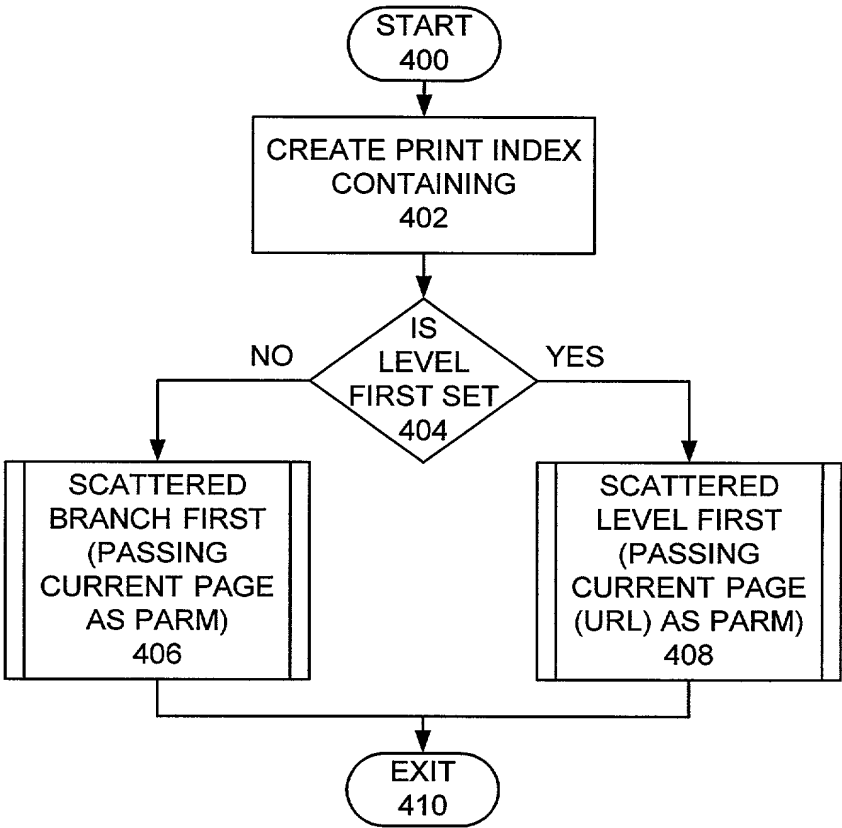 START
400
CREATE PRINT INDEX
CONTAINING
402
IS
LEVEL
FIRST SET
404
NO
YES
SCATTERED
BRANCH FIRST
(PASSING
CURRENT PAGE
AS PARM)
406
SCATTERED
LEVEL FIRST
(PASSING
CURRENT PAGE
(URL) AS PARM)
408
EXIT
410